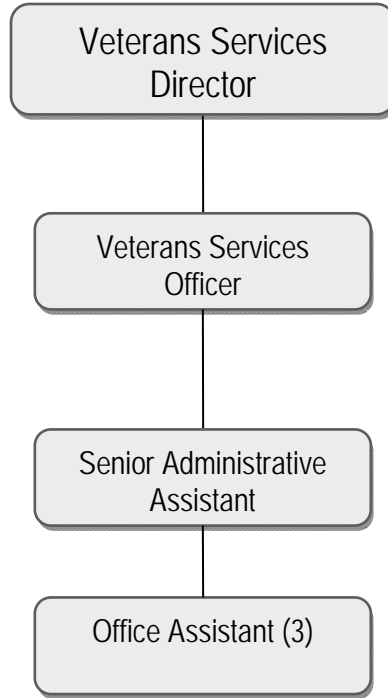 Veterans Services
Director
Veterans Services
Officer
Senior Administrative
Assistant
Office Assistant (3)